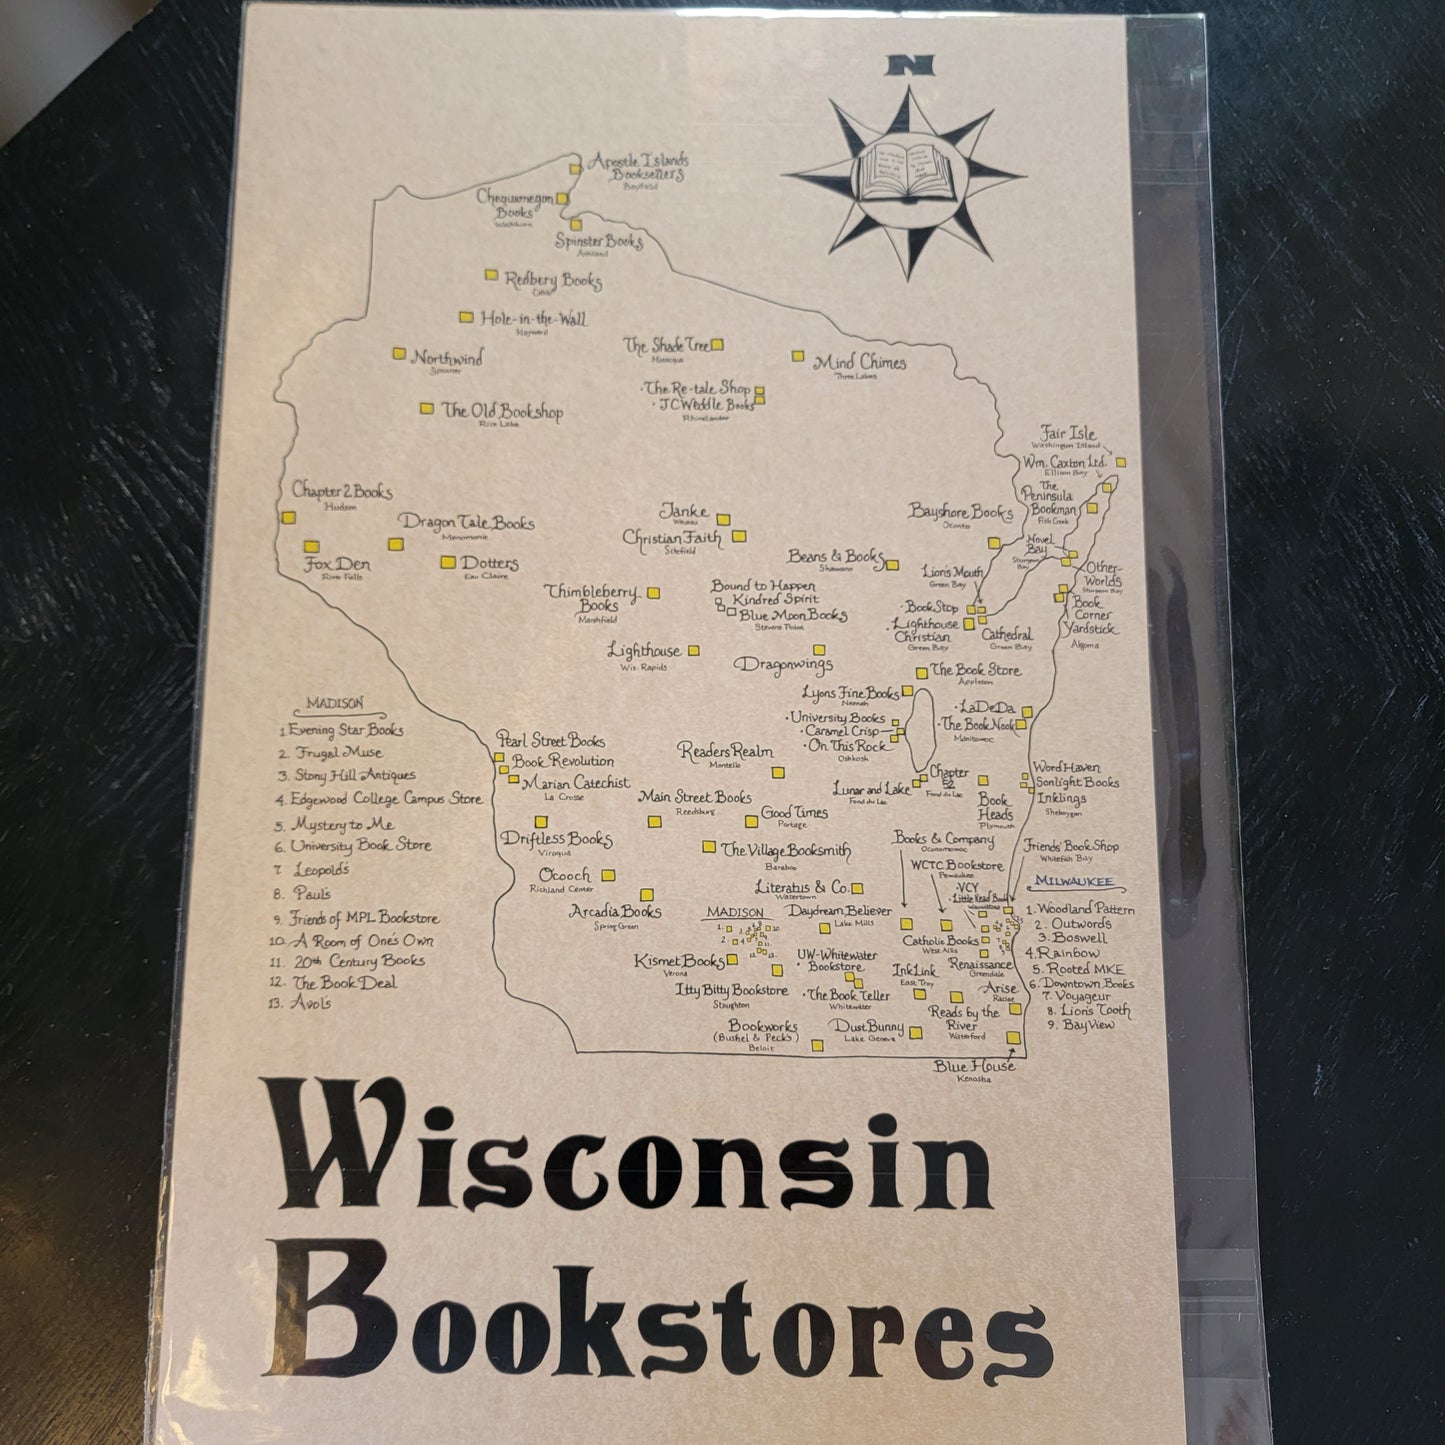 N
Apostle Islands
Booksellers
Bayfield
Chequamegon
Books
Washburn
Spinster Books
Ashland
Redbery Books
Cable
Hole-in-the-Wall
Hayward
The Shade Tree
Minocqua
Northwind
Spooner
Mind Chimes
Three Lakes
·The Re-tale Shop
·JCWeddle Books
Rhinelander
The Old Bookshop
Rice Lake
Fair Isle
Washington Island
Wm. Caxton Ltd.
Ellison Bay
The
Peninsula
Bookman
Fish Creek
Chapter 2 Books
Hudson
Dragon Tale Books
Menomonie
Fox Den
River Falls
Dotters
Eau Claire
Janke
Wausau
Christian Faith
Schofield
Bayshore Books
Oconto
Novel
Bay
Sturgeon
Bay
Beans & Books
Shawano
Lion's Mouth
Green Bay
Other-
Worlds
Sturgeon Bay
Thimbleberry
Books
Marshfield
Bound to Happen
Kindred Spirit
Blue Moon Books
Stevens Point
·Book Stop
·Lighthouse
Christian
Green Bay
Cathedral
Green Bay
Book
Corner
Yardstick
Algoma
Lighthouse
Wis. Rapids
Dragonwings
The Book Store
Appleton
Lyons Fine Books
Neenah
·University Books
·Caramel Crisp
·On This Rock
Oshkosh
·LaDeDa
·The Book Nook
Manitowoc
MADISON
1. Evening Star Books
2. Frugal Muse
3. Stony Hill Antiques
4. Edgewood College Campus Store
5. Mystery to Me
6. University Book Store
7 Leopold's
8. Paul's
9. Friends of MPL Bookstore
10. A Room of One's Own
11. 20th Century Books
12. The Book Deal
13. Avol's
Pearl Street Books
Book Revolution
Marian Catechist
La Crosse
Readers Realm
Montello
Lunar and Lake
Fond du Lac
Chapter
52
Fond du Lac
Book
Heads
Plymouth
Word Haven
Sonlight Books
Inklings
Sheboygan
Main Street Books
Reedsburg
Good Times
Portage
Driftless Books
Viroqua
The Village Booksmith
Baraboo
Books & Company
Oconomowoc
Friends' Book Shop
Whitefish Bay
WCTC Bookstore
Pewaukee
Ocooch
Richland Center
Literatus & Co.
Watertown
·VCY
·Little Read Book
Wauwatosa
Arcadia Books
Spring Green
MADISON
Daydream Believer
Lake Mills
Catholic Books
West Allis
Kismet Books
Verona
UW-Whitewater
Bookstore
Renaissance
Greendale
Itty Bitty Bookstore
Stoughton
·The Book Teller
Whitewater
InkLink
East Troy
Arise
Racine
Reads by the
River
Waterford
Bookworks
(Bushel & Peck's)
Beloit
Dust Bunny
Lake Geneva
Blue House
Kenosha
MILWAUKEE
1. Woodland Pattern
2. Outwords
3. Boswell
4. Rainbow
5. Rooted MKE
6. Downtown Books
7. Voyageur
8. Lion's Tooth
9. BayView
Wisconsin
Bookstores